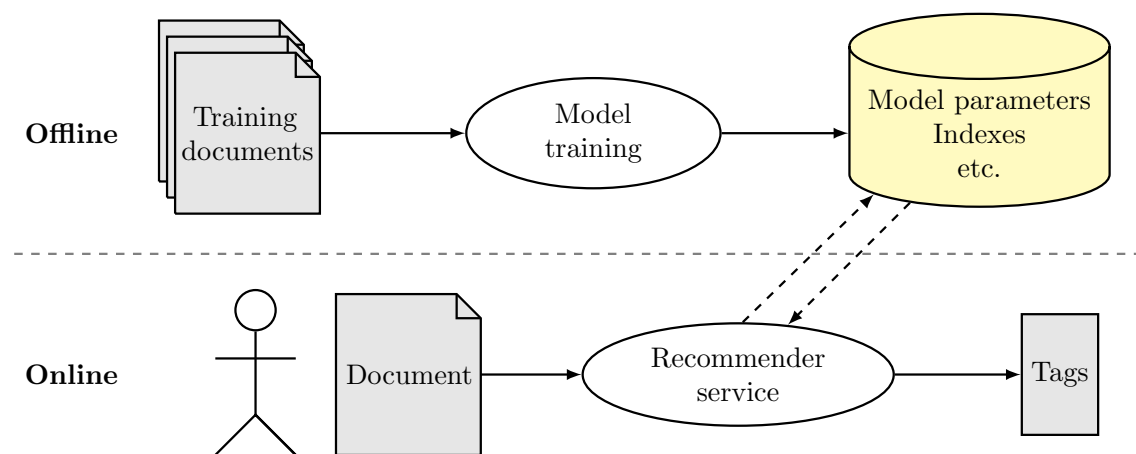 Offline
Training
documents
Model
training
Model parameters
Indexes
etc.
Online
Document
Recommender
service
Tags